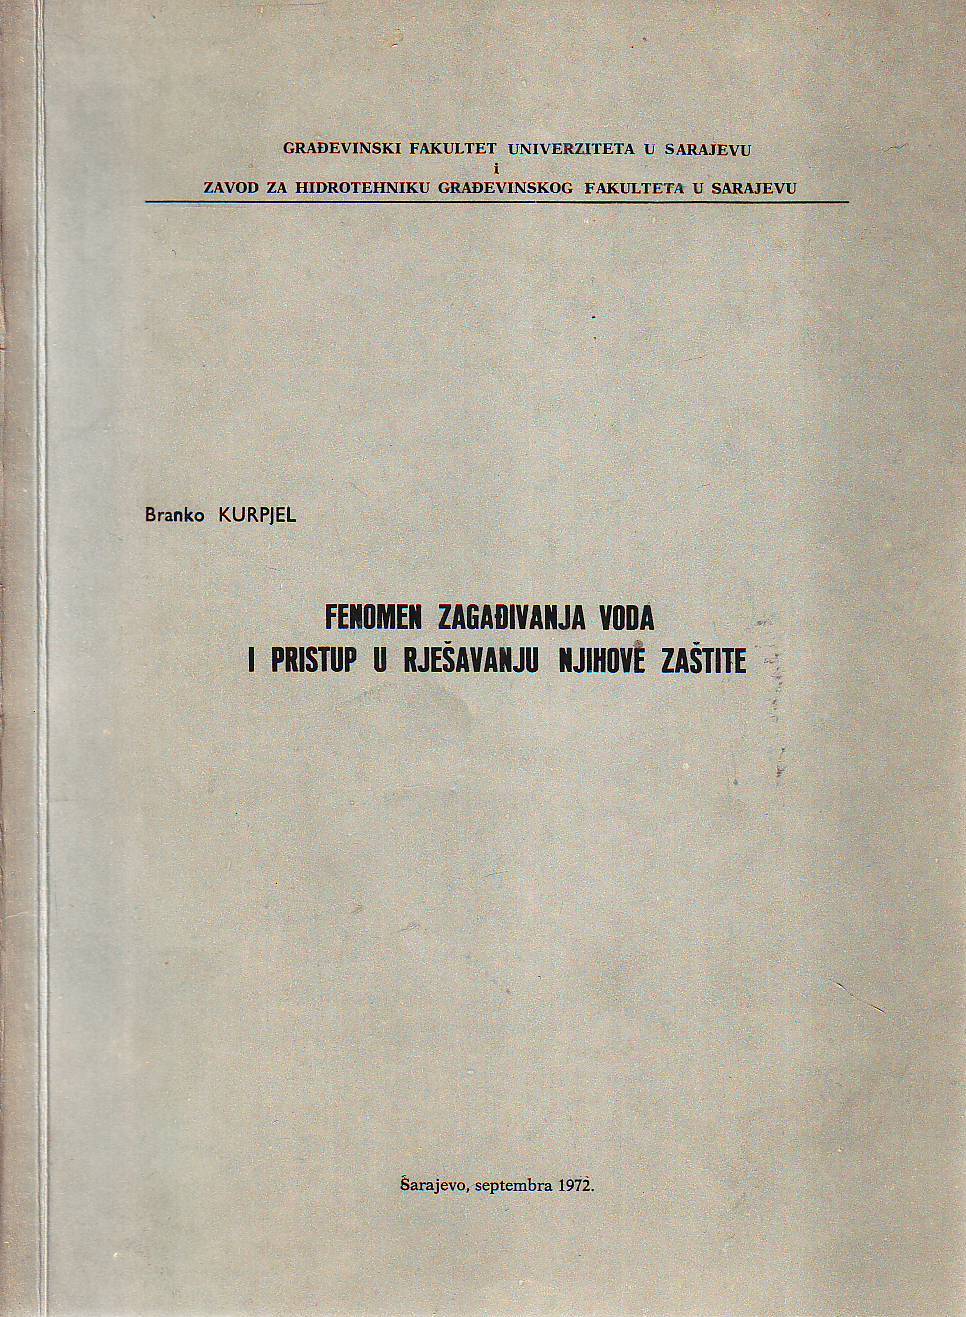 GRAĐEVINSKI FAKULTET UNIVERZITETA U SARAJEVU
i
ZAVOD ZA HIDROTEHNIKU GRAĐEVINSKOG FAKULTETA U SARAJEVU
Branko KURPJEL
FENOMEN ZAGAĐIVANJA VODA
I PRISTUP U RJEŠAVANJU NJIHOVE ZAŠTITE
Sarajevo, septembra 1972.